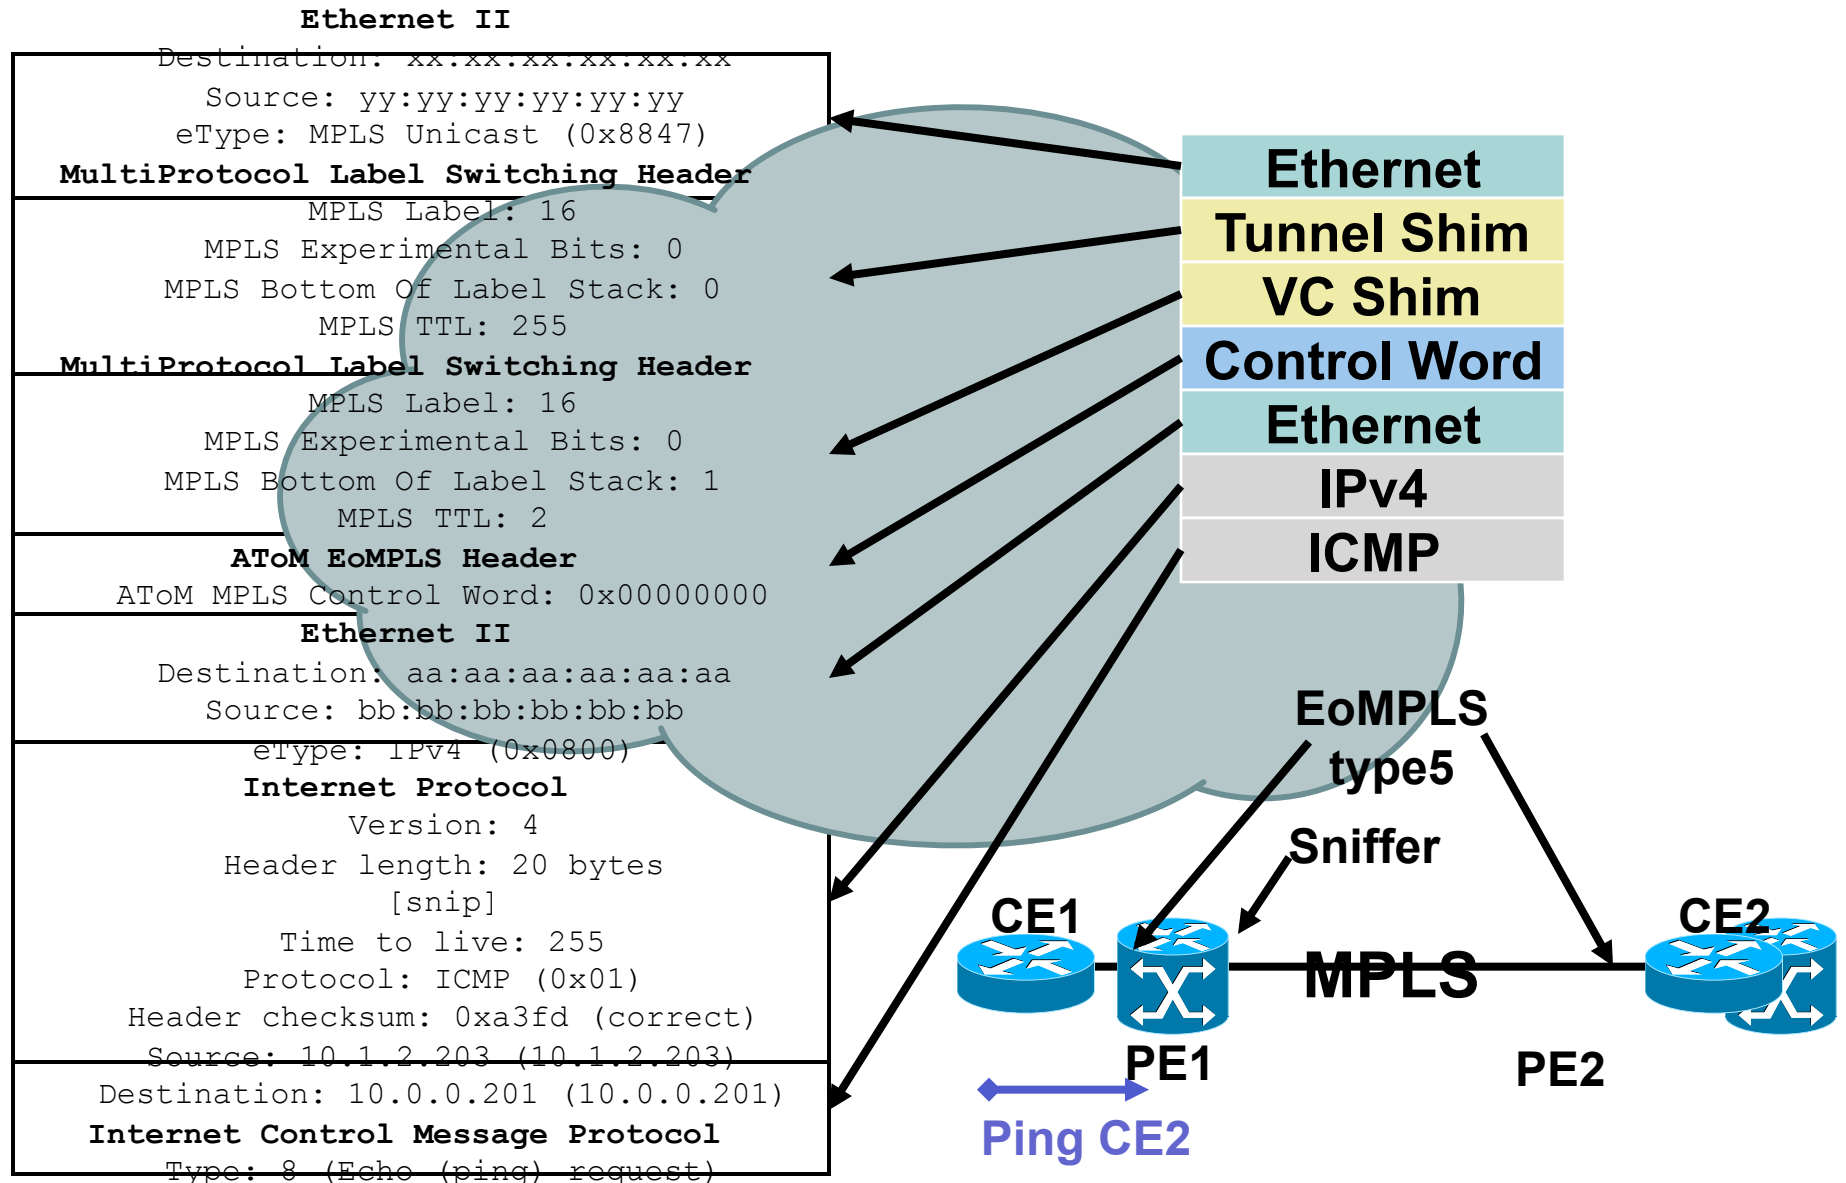 Ethernet II
Destination: xx:xx:xx:xx:xx:xx
Source: yy:yy:yy:yy:yy:yy
eType: MPLS Unicast (0x8847)
MultiProtocol Label Switching Header
MPLS Label: 16
MPLS Experimental Bits: 0
MPLS Bottom Of Label Stack: 0
MPLS TTL: 255
MultiProtocol Label Switching Header
MPLS Label: 16
MPLS Experimental Bits: 0
MPLS Bottom Of Label Stack: 1
MPLS TTL: 2
AToM EoMPLS Header
AToM MPLS Control Word: 0x00000000
Ethernet II
Destination: aa:aa:aa:aa:aa:aa
Source: bb:bb:bb:bb:bb:bb
eType: IPv4 (0x0800)
Internet Protocol
Version: 4
Header length: 20 bytes
[snip]
Time to live: 255
Protocol: ICMP (0x01)
Header checksum: 0xa3fd (correct)
Source: 10.1.2.203 (10.1.2.203)
Destination: 10.0.0.201 (10.0.0.201)
Internet Control Message Protocol
Type: 8 (Echo (ping) request)
Ethernet
Tunnel Shim
VC Shim
Control Word
Ethernet
IPv4
ICMP
EoMPLS
type5
Sniffer
CE1
CE2
MPLS
PE1
PE2
Ping CE2